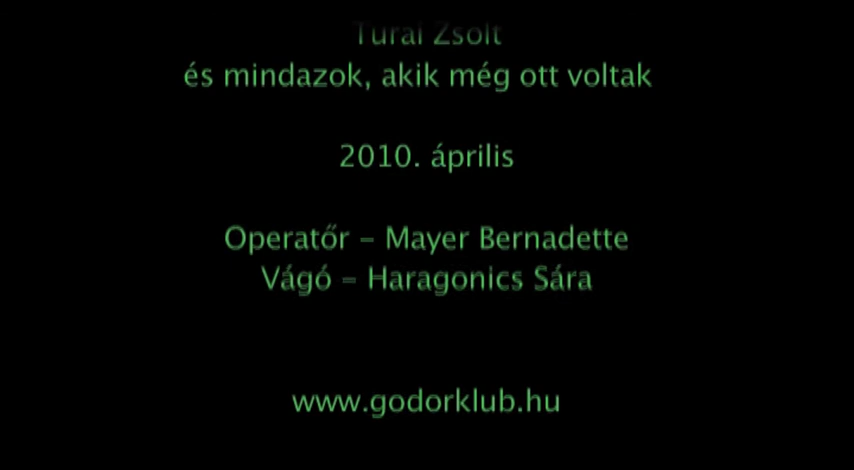 Turai Zsolt
és mindazok, akik még ott voltak
2010. április
Operatőr – Mayer Bernadette
Vágó – Haragonics Sára
www.godorklub.hu